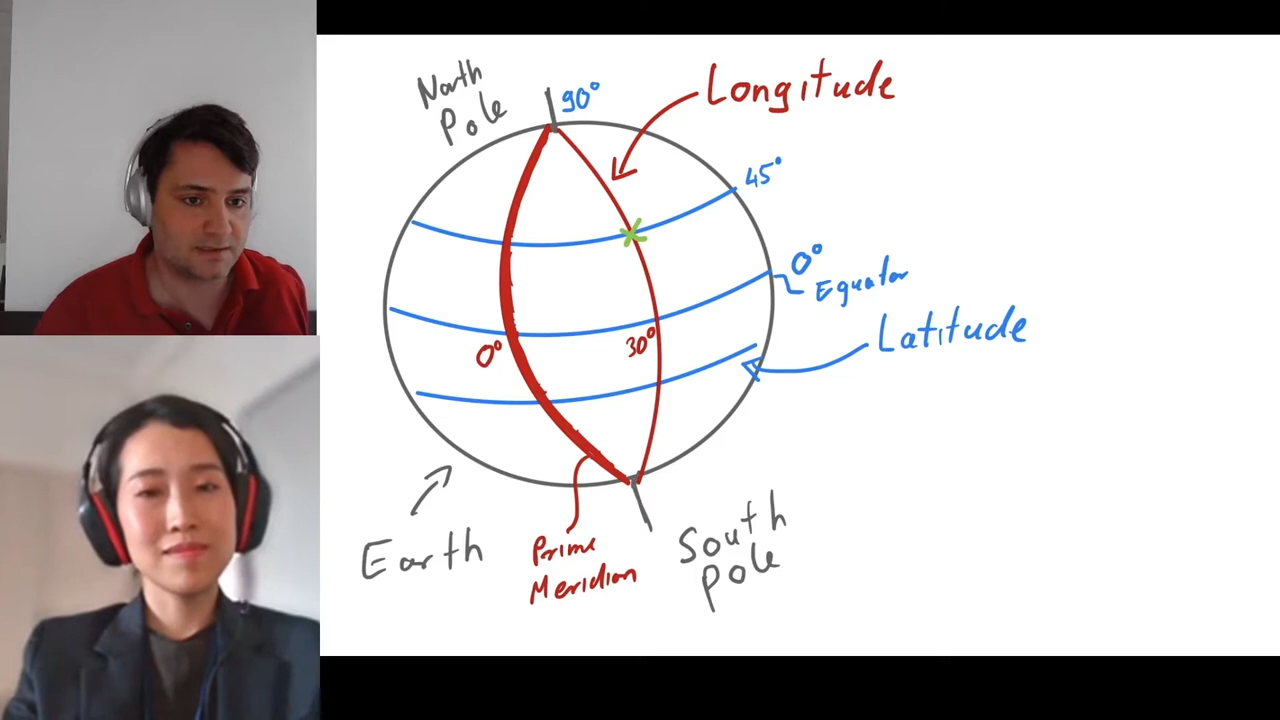 North
Pole
90°
Longitude
45°
0°
Equator
Latitude
0°
30°
Earth
Prime
Meridian
South
pole